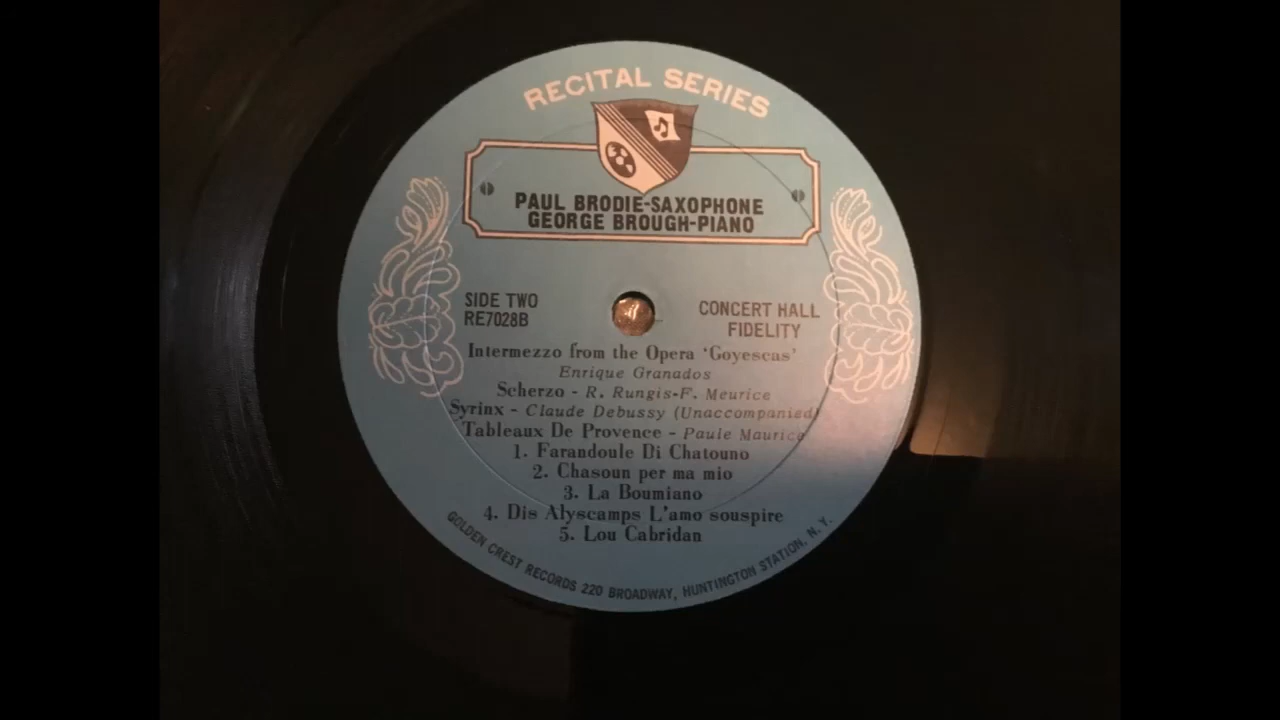 RECITAL SERIES
PAUL BRODIE-SAXOPHONE
GEORGE BROUGH-PIANO
SIDE TWO
RE7028B
CONCERT HALL
FIDELITY
Intermezzo from the Opera 'Goyescas'
Enrique Granados
Scherzo - R. Rungis-F. Meurice
Syrinx - Claude Debussy (Unaccompanied)
Tableaux De Provence - Paule Maurice
1. Farandoule Di Chatouno
2. Chasoun per ma mio
3. La Boumiano
4. Dis Alyscamps L'amo souspire
5. Lou Cabridan
GOLDEN CREST RECORDS 220 BROADWAY, HUNTINGTON STATION, N. Y.